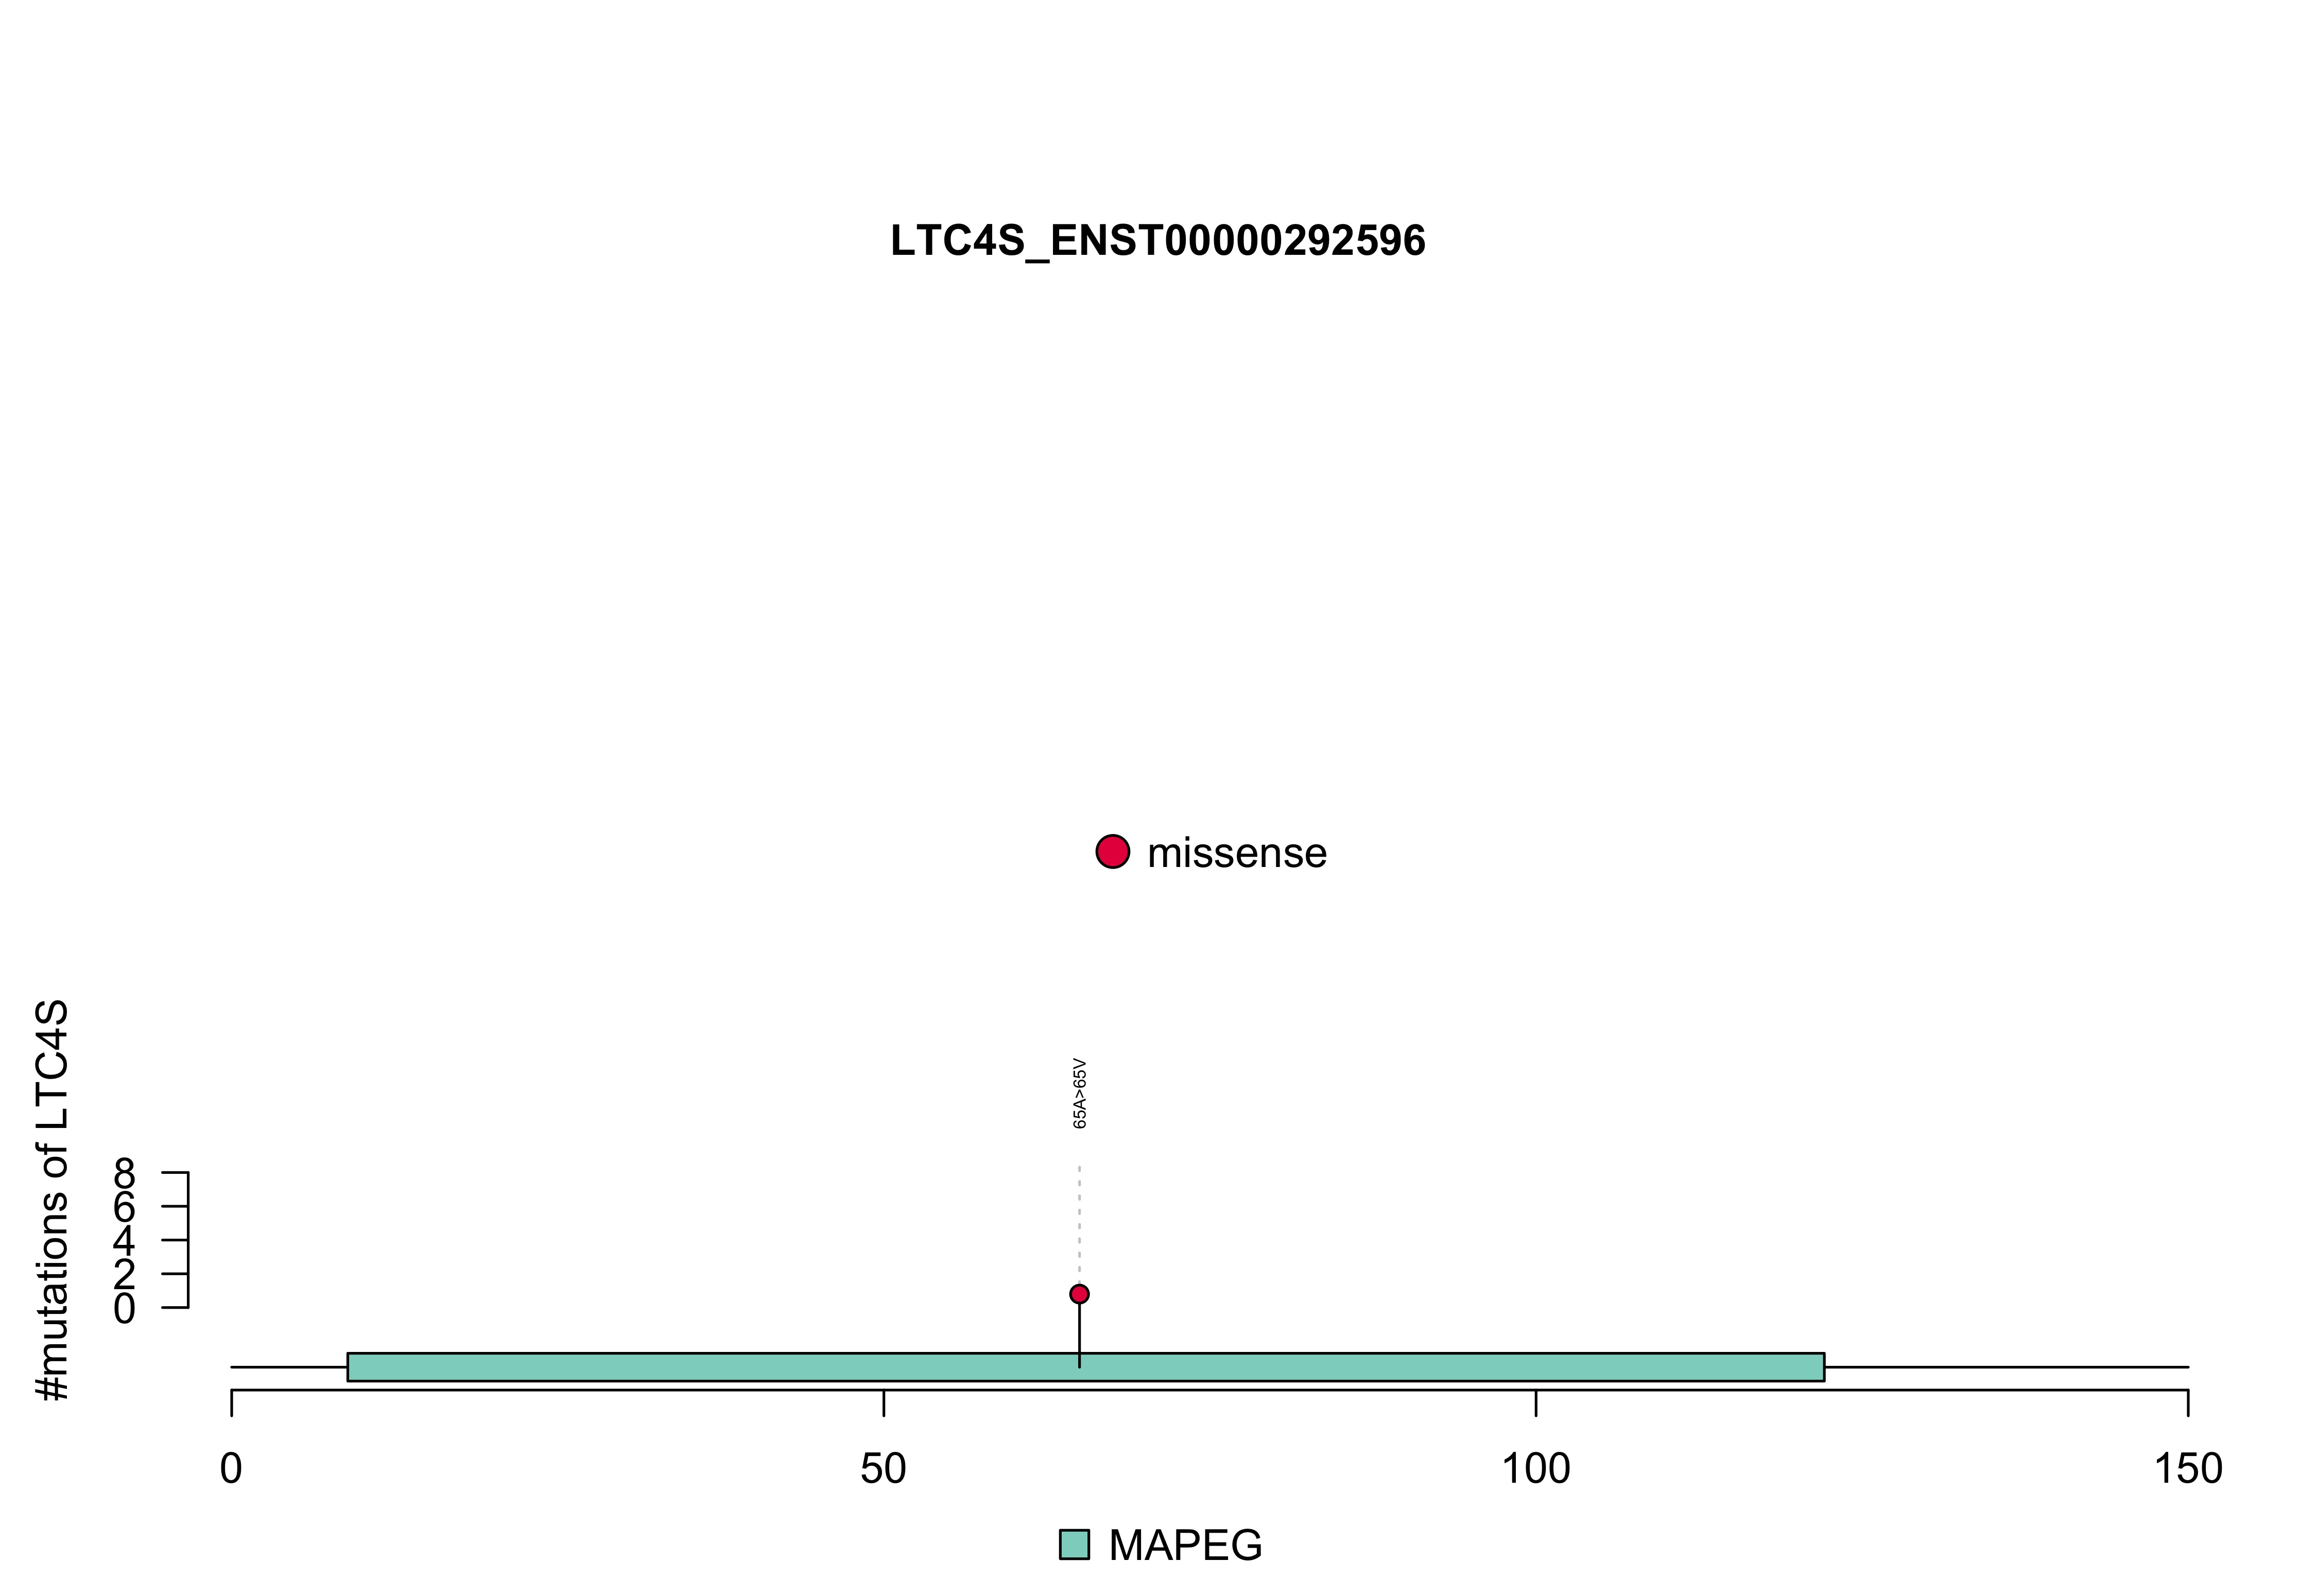 LTC4S_ENST00000292596
missense
#mutations of LTC4S
65A>65V
8
6
4
2
0
0 50 100 150
MAPEG